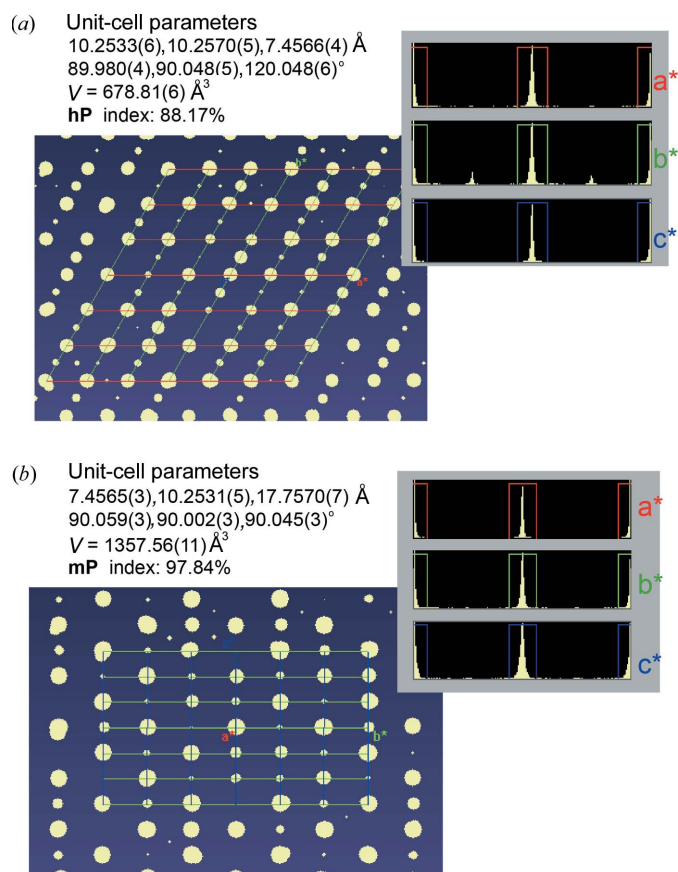 (a) Unit-cell parameters
10.2533(6),10.2570(5),7.4566(4) Å
89.980(4),90.048(5),120.048(6)°
V = 678.81(6) Å³
hP index: 88.17%
a*
b*
c*
b*
a*
(b) Unit-cell parameters
7.4565(3),10.2531(5),17.7570(7) Å
90.059(3),90.002(3),90.045(3)°
V = 1357.56(11) Å³
mP index: 97.84%
a*
b*
c*
a*
b*